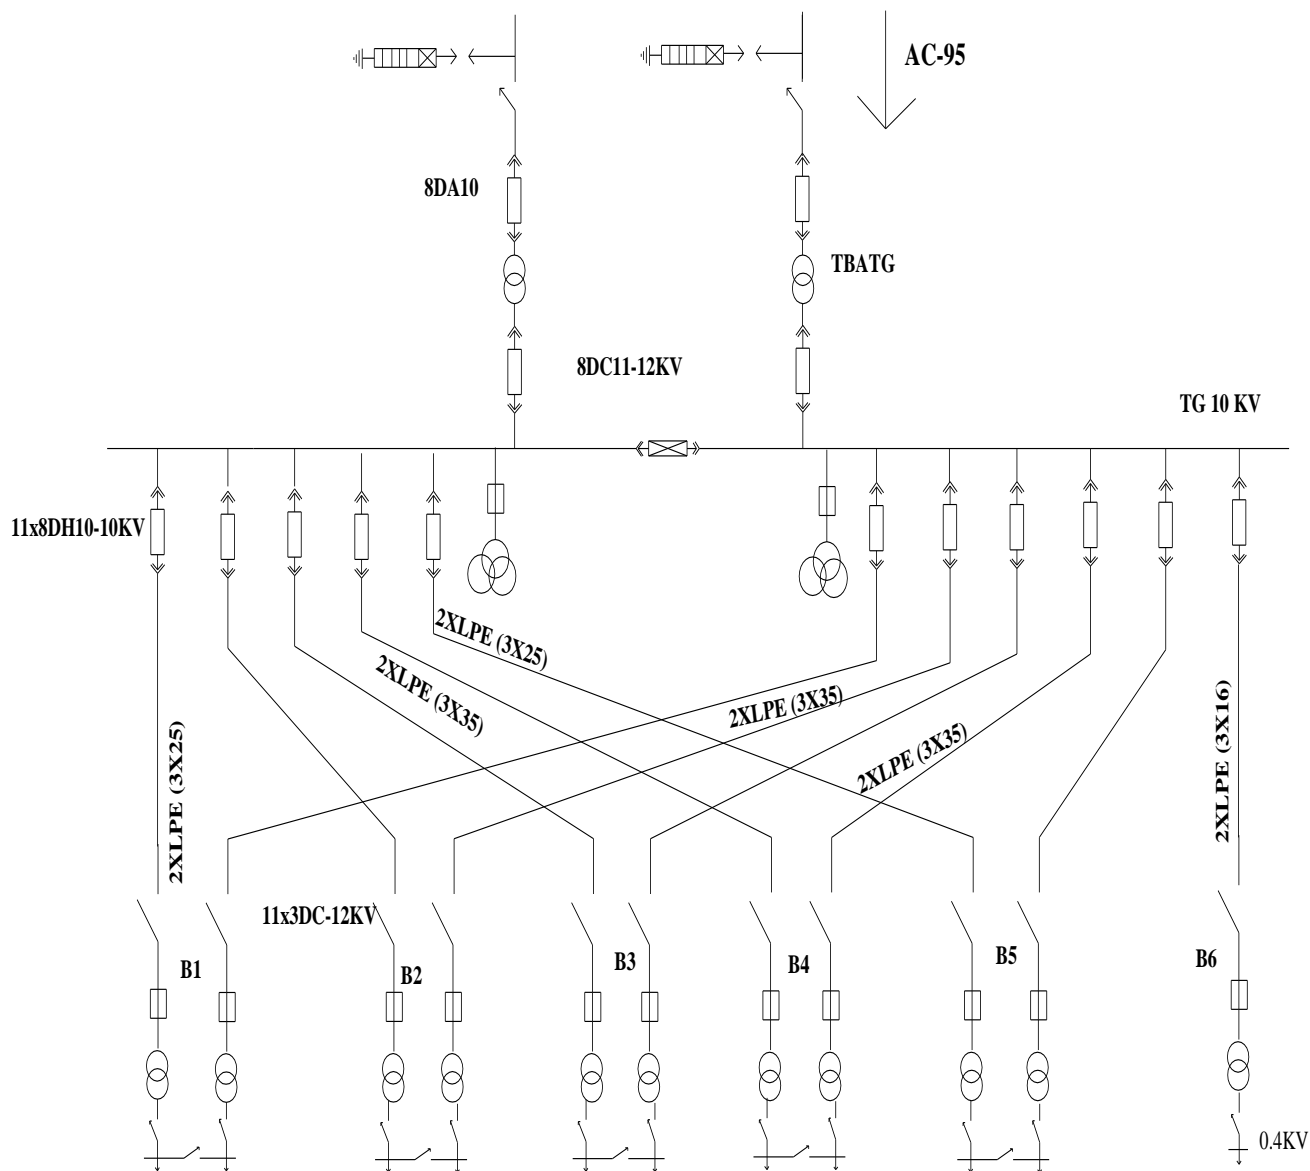 AC-95
8DA10
TBATG
8DC11-12KV
TG 10 KV
11x8DH10-10KV
2XLPE (3X25)
2XLPE (3X35)
2XLPE (3X35)
2XLPE (3X35)
2XLPE (3X25)
2XLPE (3X16)
11x3DC-12KV
B1
B2
B3
B4
B5
B6
0.4KV